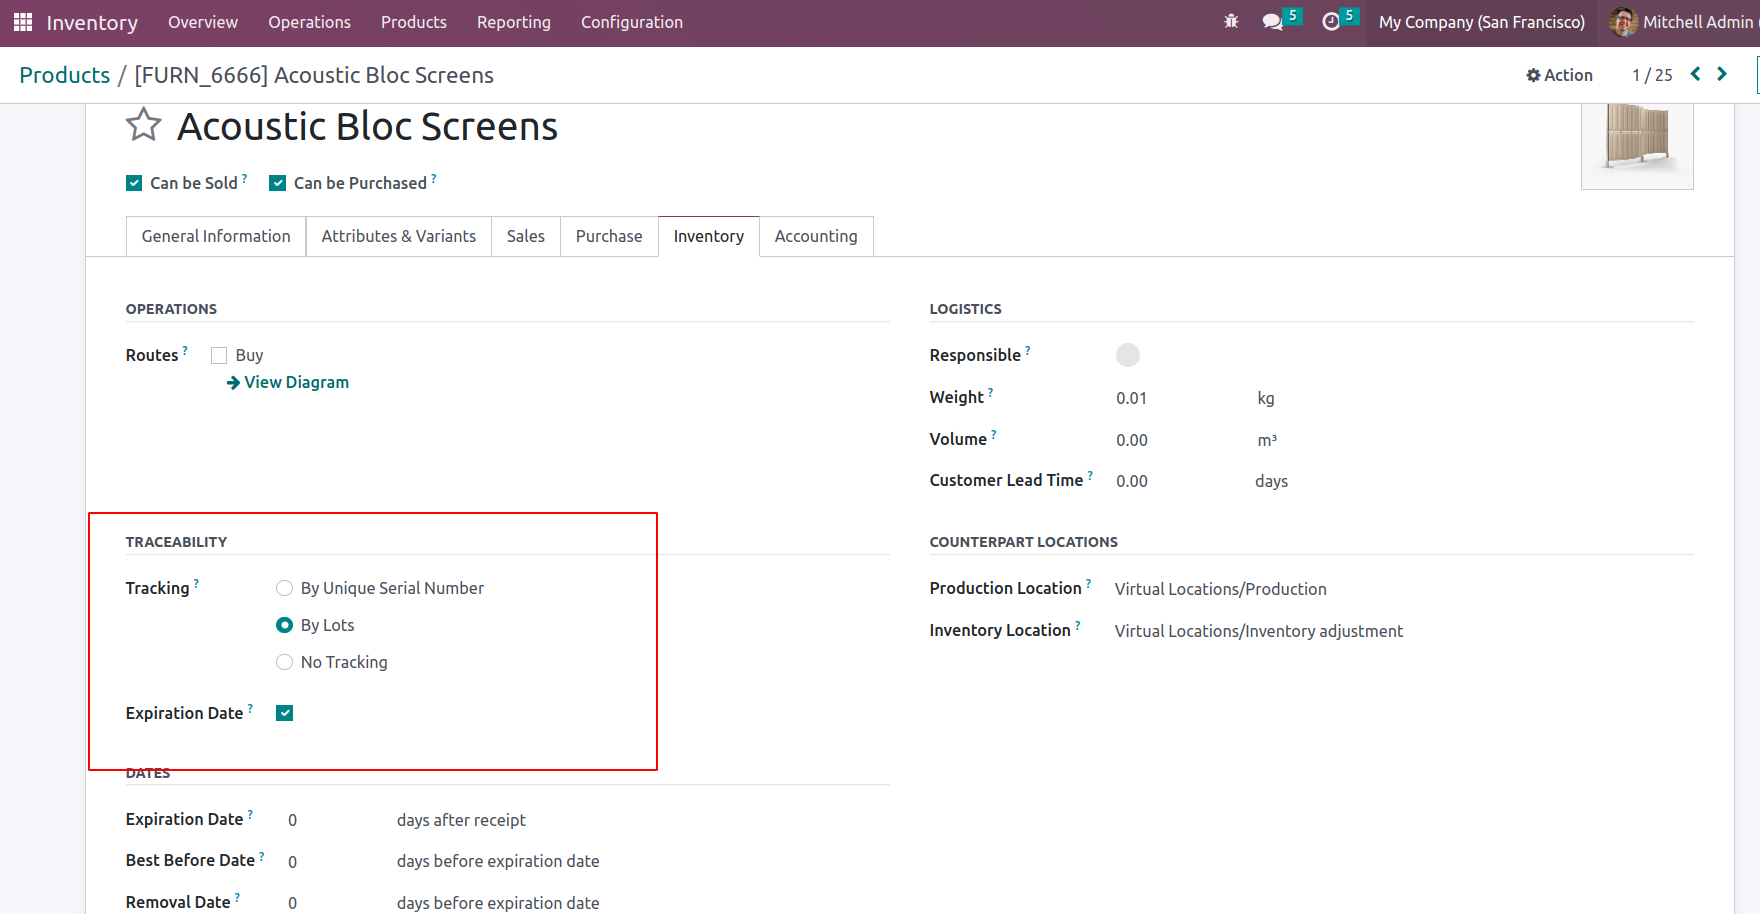 Inventory Overview Operations Products Reporting Configuration 5 5 My Company (San Francisco) Mitchell Admin (
Products / [FURN_6666] Acoustic Bloc Screens Action 1 / 25
Acoustic Bloc Screens
Can be Sold ? Can be Purchased ?
General Information Attributes & Variants Sales Purchase Inventory Accounting
OPERATIONS
Routes ? Buy
View Diagram
LOGISTICS
Responsible ?
Weight ? 0.01 kg
Volume ? 0.00 m³
Customer Lead Time ? 0.00 days
TRACEABILITY
Tracking ? By Unique Serial Number
By Lots
No Tracking
Expiration Date ?
COUNTERPART LOCATIONS
Production Location ? Virtual Locations/Production
Inventory Location ? Virtual Locations/Inventory adjustment
DATES
Expiration Date ? 0 days after receipt
Best Before Date ? 0 days before expiration date
Removal Date ? 0 days before expiration date